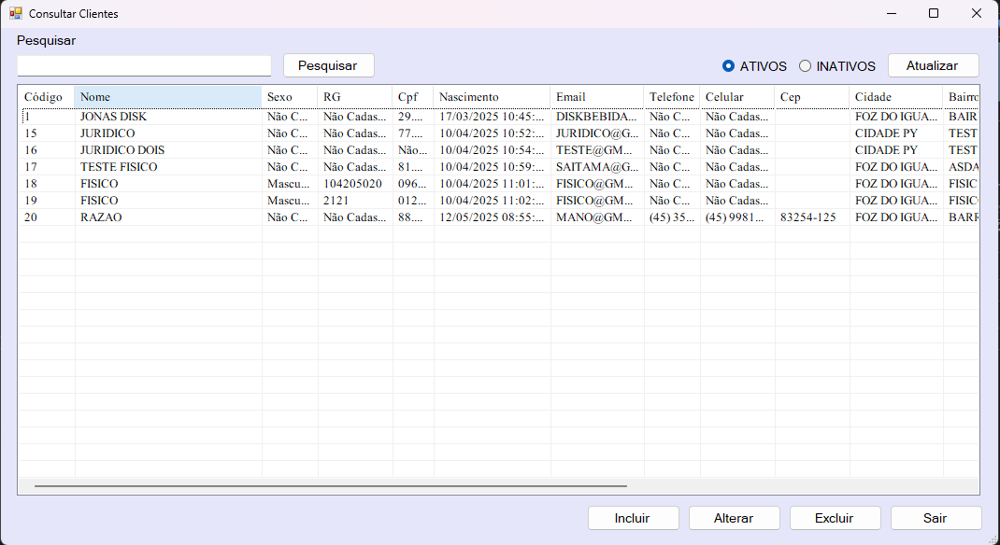 Consultar Clientes
Pesquisar
Pesquisar ATIVOS INATIVOS Atualizar
Código Nome Sexo RG Cpf Nascimento Email Telefone Celular Cep Cidade Bairro
1 JONAS DISK Não C... Não Cadas... 29.... 17/03/2025 10:45:... DISKBEBIDA... Não C... Não Cadas... FOZ DO IGUA... BAIR
15 JURIDICO Não C... Não Cadas... 77.... 10/04/2025 10:52:... JURIDICO@G... Não C... Não Cadas... CIDADE PY TEST
16 JURIDICO DOIS Não C... Não Cadas... Não... 10/04/2025 10:54:... TESTE@GM... Não C... Não Cadas... CIDADE PY TEST
17 TESTE FISICO Não C... Não Cadas... 81.... 10/04/2025 10:59:... SAITAMA@G... Não C... Não Cadas... FOZ DO IGUA... ASDA
18 FISICO Mascu... 104205020 096... 10/04/2025 11:01:... FISICO@GM... Não C... Não Cadas... FOZ DO IGUA... FISIC
19 FISICO Mascu... 2121 012... 10/04/2025 11:02:... FISICO@GM... Não C... Não Cadas... FOZ DO IGUA... FISIC
20 RAZAO Não C... Não Cadas... 88.... 12/05/2025 08:55:... MANO@GM... (45) 35... (45) 9981... 83254-125 FOZ DO IGUA... BARR
Incluir Alterar Excluir Sair